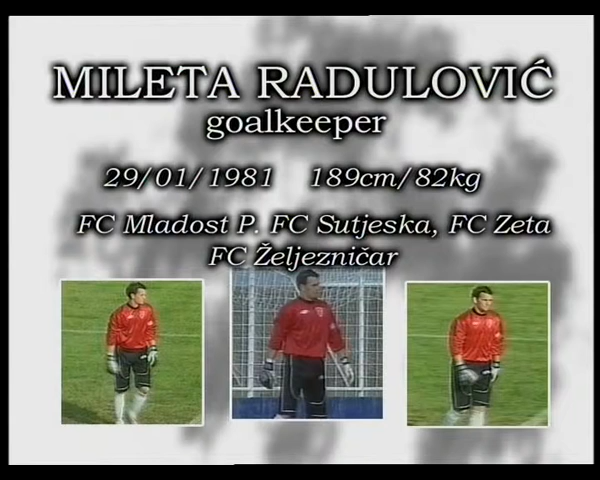 MILETA RADULOVIĆ
goalkeeper
29/01/1981 189cm/82kg
FC Mladost P. FC Sutjeska, FC Zeta
FC Željezničar